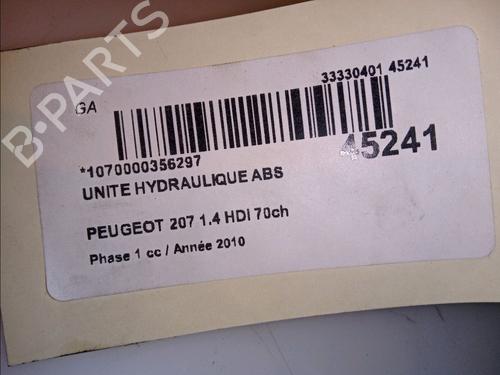 B-PARTS
GA
33330401 45241
*1070000356297
45241
UNITE HYDRAULIQUE ABS
PEUGEOT 207 1.4 HDI 70ch
Phase 1 cc / Année 2010